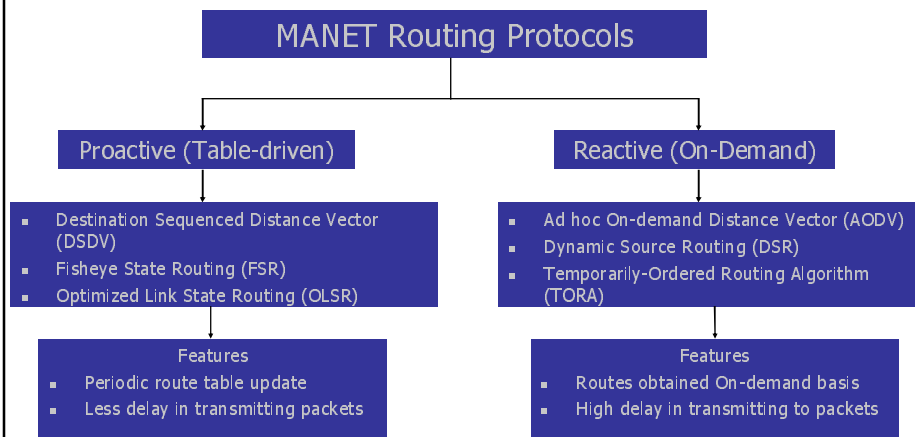 MANET Routing Protocols
Proactive (Table-driven)
Reactive (On-Demand)
▪ Destination Sequenced Distance Vector
(DSDV)
▪ Fisheye State Routing (FSR)
▪ Optimized Link State Routing (OLSR)
▪ Ad hoc On-demand Distance Vector (AODV)
▪ Dynamic Source Routing (DSR)
▪ Temporarily-Ordered Routing Algorithm
(TORA)
Features
▪ Periodic route table update
▪ Less delay in transmitting packets
Features
▪ Routes obtained On-demand basis
▪ High delay in transmitting to packets